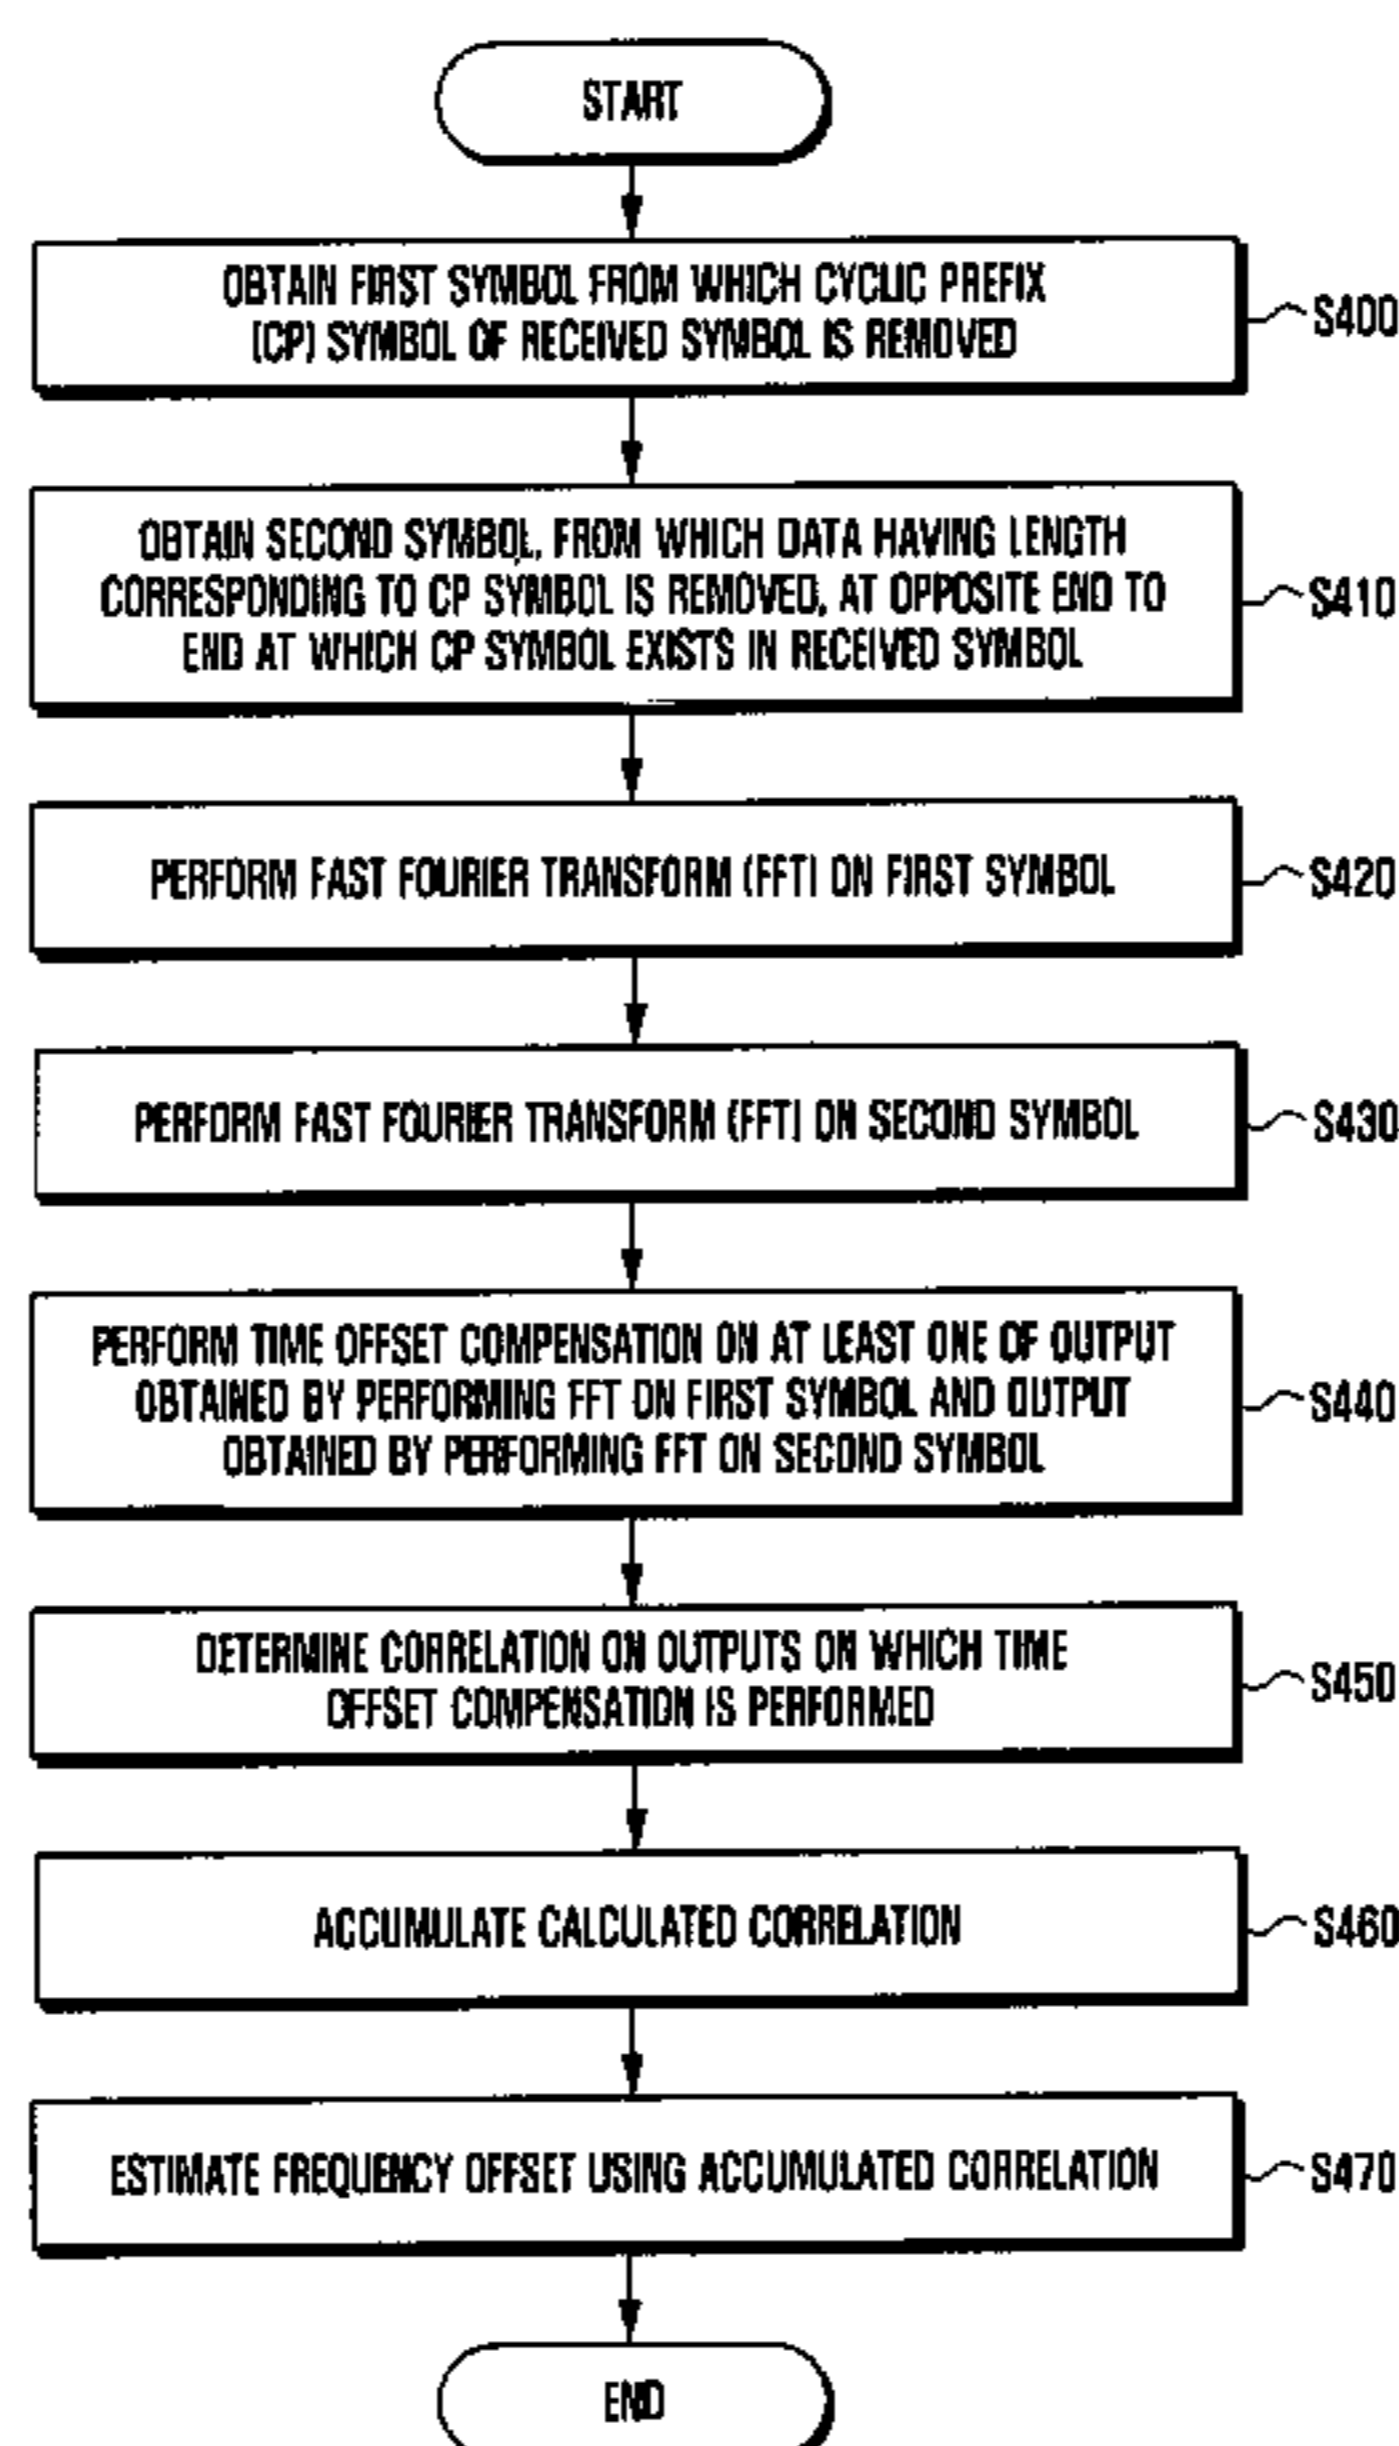 START
OBTAIN FIRST SYMBOL FROM WHICH CYCLIC PREFIX
(CP) SYMBOL OF RECEIVED SYMBOL IS REMOVED
S400
OBTAIN SECOND SYMBOL, FROM WHICH DATA HAVING LENGTH
CORRESPONDING TO CP SYMBOL IS REMOVED, AT OPPOSITE END TO
END AT WHICH CP SYMBOL EXISTS IN RECEIVED SYMBOL
S410
PERFORM FAST FOURIER TRANSFORM (FFT) ON FIRST SYMBOL
S420
PERFORM FAST FOURIER TRANSFORM (FFT) ON SECOND SYMBOL
S430
PERFORM TIME OFFSET COMPENSATION ON AT LEAST ONE OF OUTPUT
OBTAINED BY PERFORMING FFT ON FIRST SYMBOL AND OUTPUT
OBTAINED BY PERFORMING FFT ON SECOND SYMBOL
S440
DETERMINE CORRELATION ON OUTPUTS ON WHICH TIME
OFFSET COMPENSATION IS PERFORMED
S450
ACCUMULATE CALCULATED CORRELATION
S460
ESTIMATE FREQUENCY OFFSET USING ACCUMULATED CORRELATION
S470
END